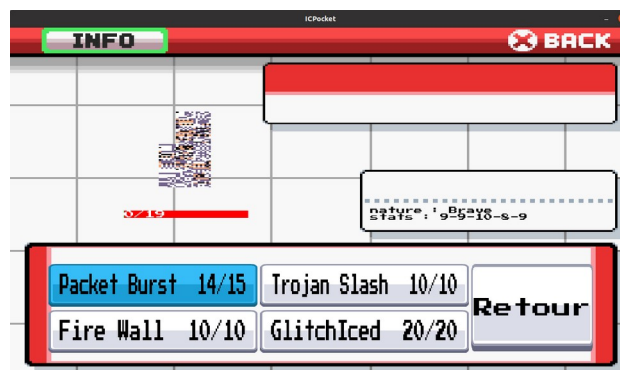 ICPocket
INFO
BACK
0/19
nature : Brave
stats : 9-9-10-8-9
Packet Burst 14/15
Trojan Slash 10/10
Fire Wall 10/10
GlitchIced 20/20
Retour